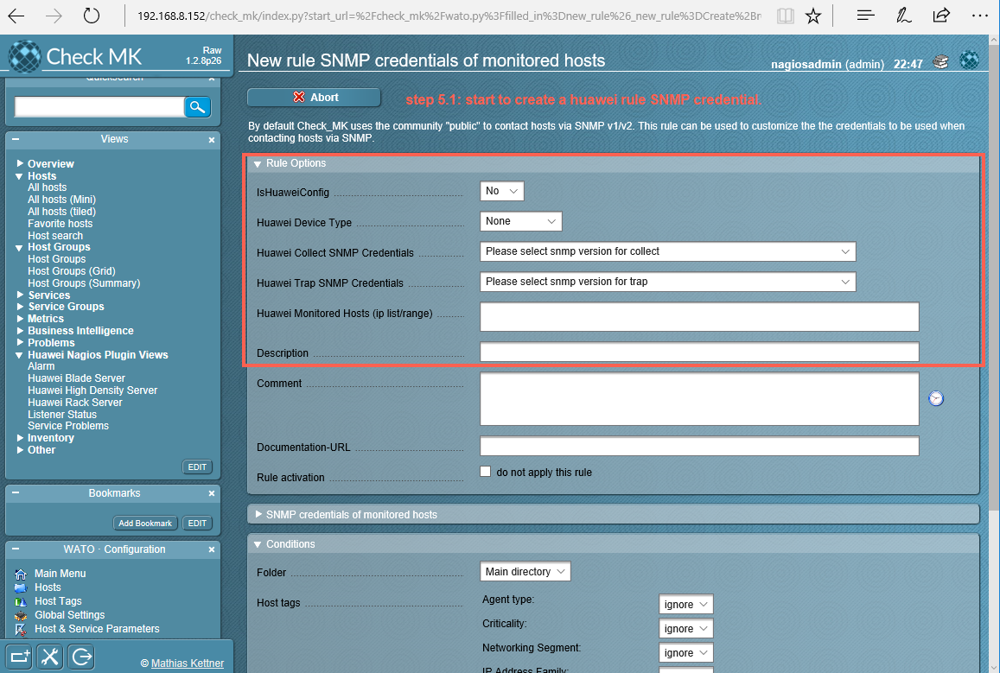 192.168.8.152/check_mk/index.py?start_url=%2Fcheck_mk%2Fwato.py%3Ffilled_in%3Dnew_rule%26_new_rule%3DCreate%2Br
Check MK
Raw
1.2.8p26
Quicksearch
Views
Overview
Hosts
All hosts
All hosts (Mini)
All hosts (tiled)
Favorite hosts
Host search
Host Groups
Host Groups
Host Groups (Grid)
Host Groups (Summary)
Services
Service Groups
Metrics
Business Intelligence
Problems
Huawei Nagios Plugin Views
Alarm
Huawei Blade Server
Huawei High Density Server
Huawei Rack Server
Listener Status
Service Problems
Inventory
Other
EDIT
Bookmarks
Add Bookmark EDIT
WATO · Configuration
Main Menu
Hosts
Host Tags
Global Settings
Host & Service Parameters
© Mathias Kettner
New rule SNMP credentials of monitored hosts
nagiosadmin (admin) 22:47
Abort
step 5.1: start to create a huawei rule SNMP credential.
By default Check_MK uses the community "public" to contact hosts via SNMP v1/v2. This rule can be used to customize the the credentials to be used when
contacting hosts via SNMP.
Rule Options
IsHuaweiConfig No
Huawei Device Type None
Huawei Collect SNMP Credentials Please select snmp version for collect
Huawei Trap SNMP Credentials Please select snmp version for trap
Huawei Monitored Hosts (ip list/range)
Description
Comment
Documentation-URL
Rule activation do not apply this rule
SNMP credentials of monitored hosts
Conditions
Folder Main directory
Host tags Agent type: ignore
Criticality: ignore
Networking Segment: ignore
IP Address Family: